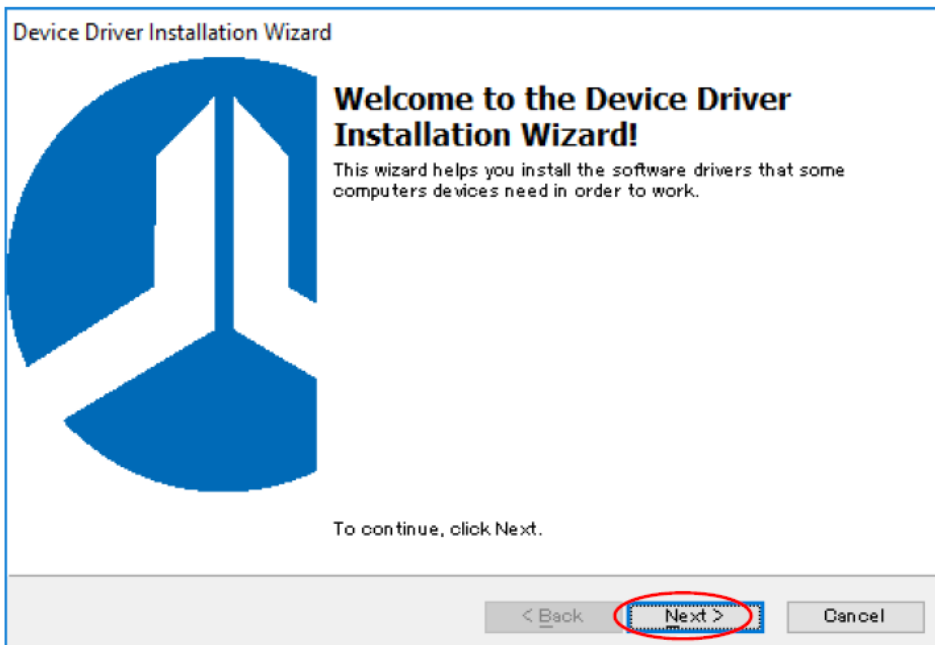 Device Driver Installation Wizard
Welcome to the Device Driver
Installation Wizard!
This wizard helps you install the software drivers that some
computers devices need in order to work.
To continue, click Next.
< Back
Next >
Cancel